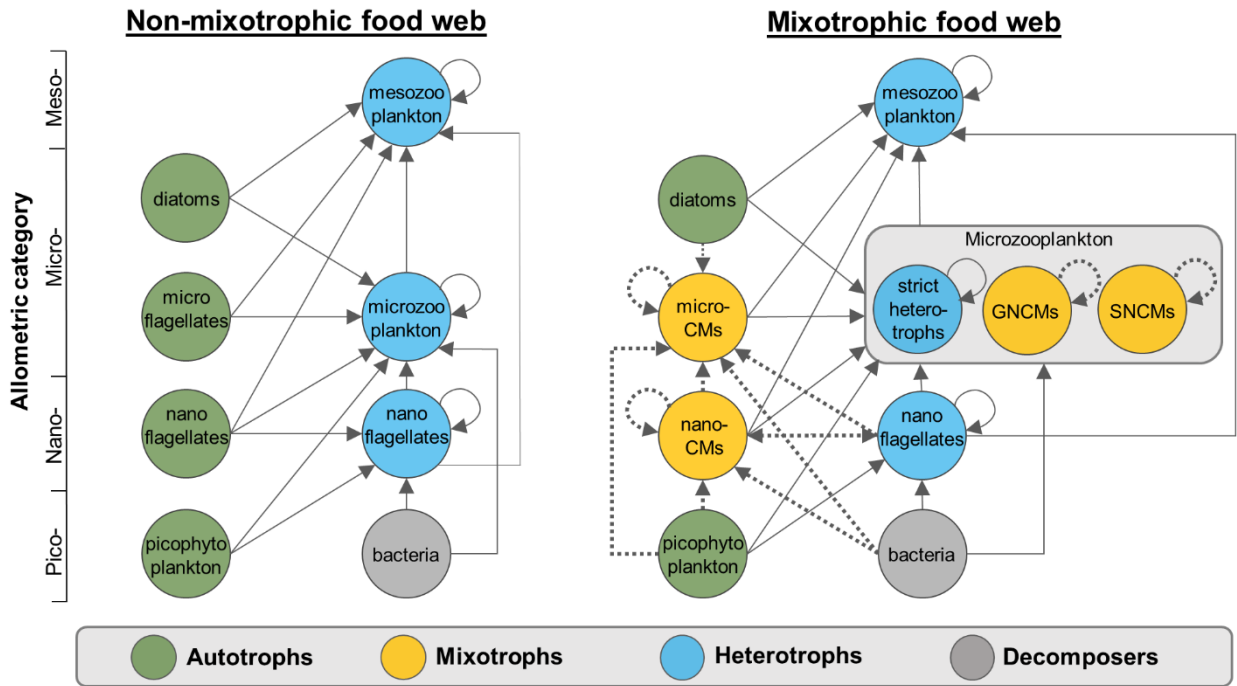 Non-mixotrophic food web
Mixotrophic food web
Allometric category
Meso-
Micro-
Nano-
Pico-
mesozoo
plankton
diatoms
micro
flagellates
microzoo
plankton
nano
flagellates
nano
flagellates
picophyto
plankton
bacteria
mesozoo
plankton
diatoms
Microzooplankton
micro-
CMs
strict
hetero-
trophs
GNCMs
SNCMs
nano-
CMs
nano
flagellates
picophyto
plankton
bacteria
Autotrophs
Mixotrophs
Heterotrophs
Decomposers